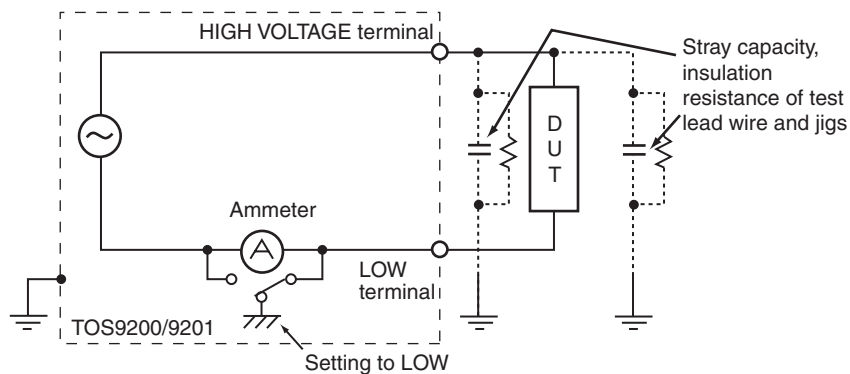 HIGH VOLTAGE terminal
Stray capacity,
insulation
resistance of test
lead wire and jigs
D
U
T
Ammeter
A
LOW
terminal
TOS9200/9201
Setting to LOW